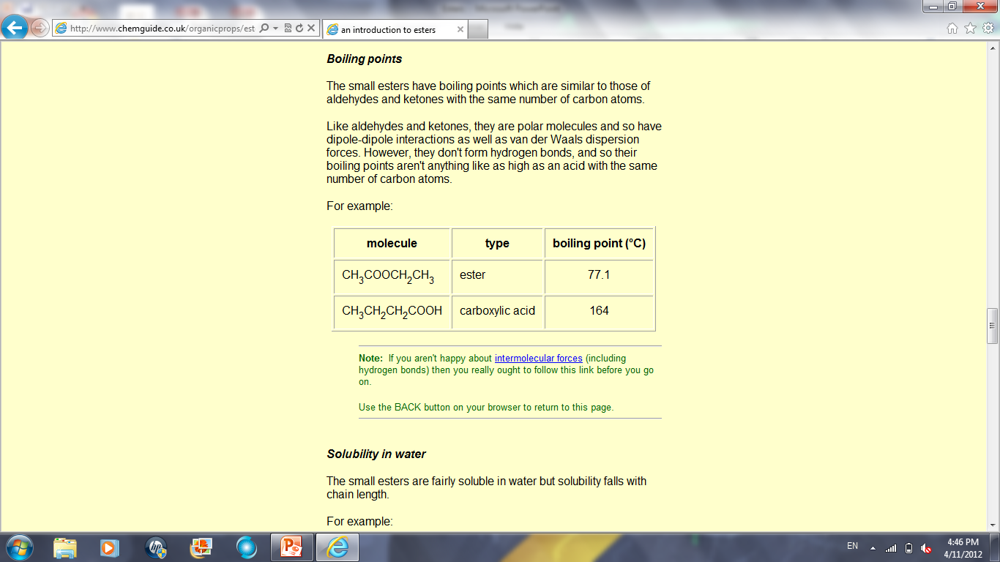 http://www.chemguide.co.uk/organicprops/est
an introduction to esters
Boiling points
The small esters have boiling points which are similar to those of
aldehydes and ketones with the same number of carbon atoms.
Like aldehydes and ketones, they are polar molecules and so have
dipole-dipole interactions as well as van der Waals dispersion
forces. However, they don't form hydrogen bonds, and so their
boiling points aren't anything like as high as an acid with the same
number of carbon atoms.
For example:
molecule type boiling point (°C)
CH₃COOCH₂CH₃ ester 77.1
CH₃CH₂CH₂COOH carboxylic acid 164
Note: If you aren't happy about intermolecular forces (including
hydrogen bonds) then you really ought to follow this link before you go
on.
Use the BACK button on your browser to return to this page.
Solubility in water
The small esters are fairly soluble in water but solubility falls with
chain length.
For example:
EN
4:46 PM
4/11/2012